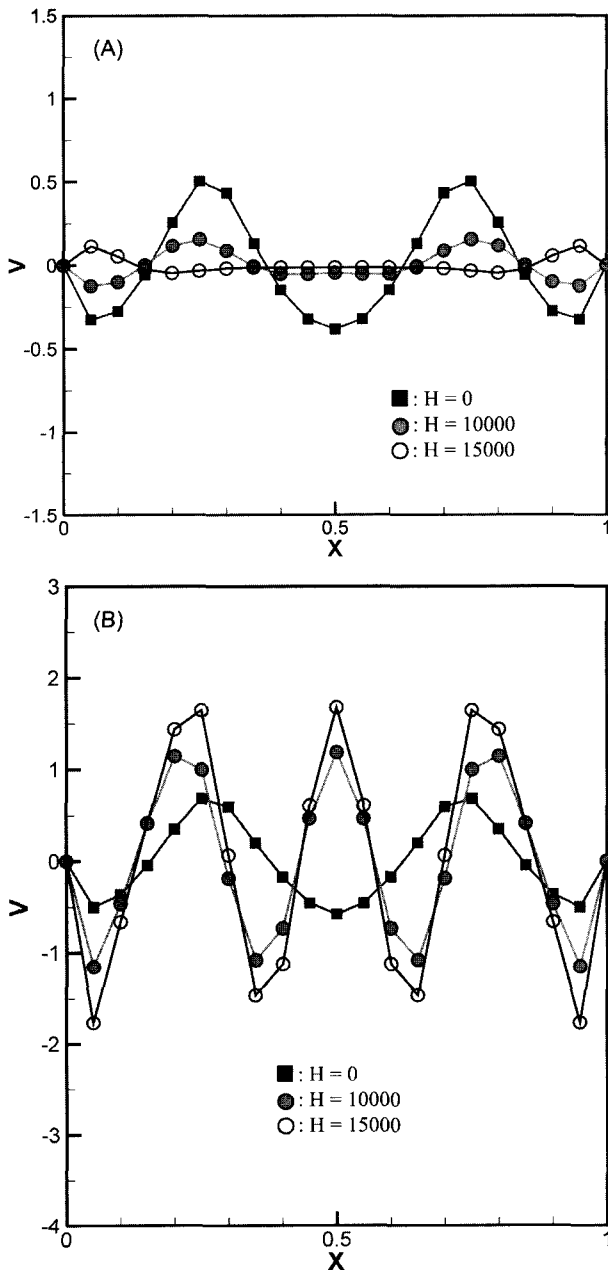 (A)
1.5
1
0.5
0
-0.5
-1
-1.5
V
■ : H = 0
● : H = 10000
○ : H = 15000
0
0.5
1
X
(B)
3
2
1
0
-1
-2
-3
-4
V
■ : H = 0
● : H = 10000
○ : H = 15000
0
0.5
1
X